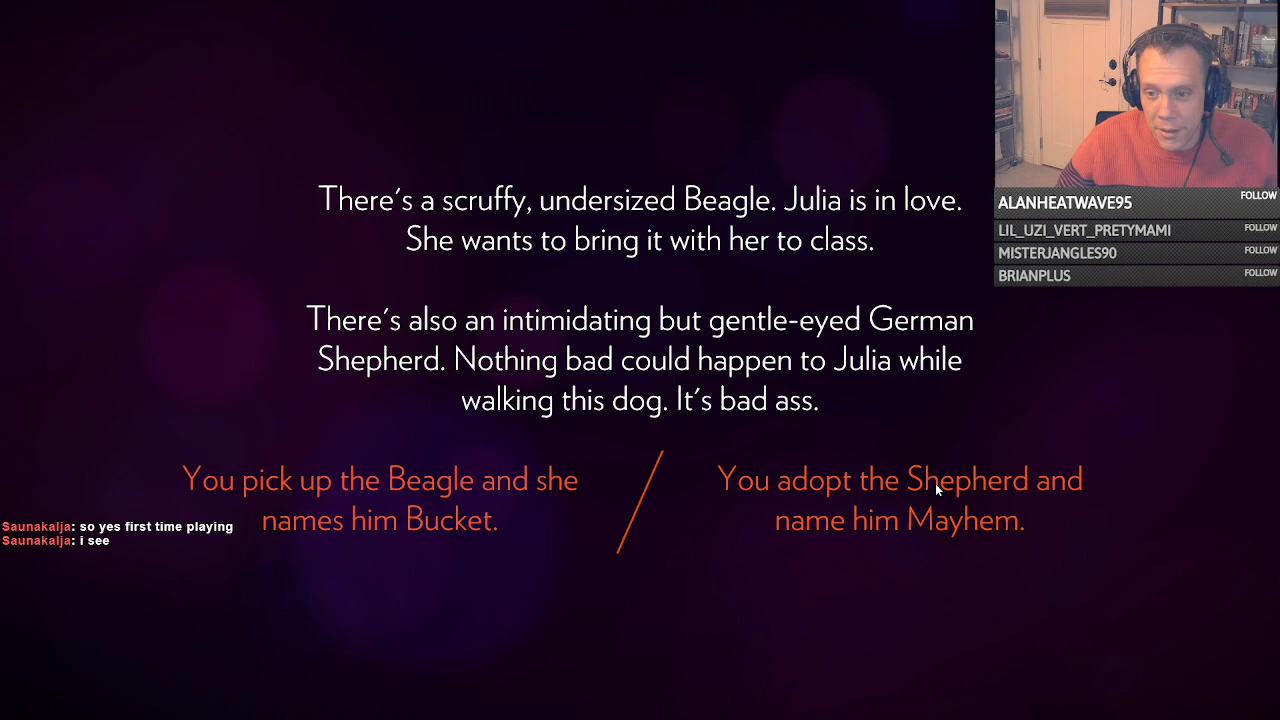 There's a scruffy, undersized Beagle. Julia is in love.
She wants to bring it with her to class.
There's also an intimidating but gentle-eyed German
Shepherd. Nothing bad could happen to Julia while
walking this dog. It's bad ass.
You pick up the Beagle and she
names him Bucket.
You adopt the Shepherd and
name him Mayhem.
Saunakalja: so yes first time playing
Saunakalja: i see
ALANHEATWAVE95 FOLLOW
LIL_UZI_VERT_PRETYMAMI FOLLOW
MISTERJANGLES90 FOLLOW
BRIANPLUS FOLLOW